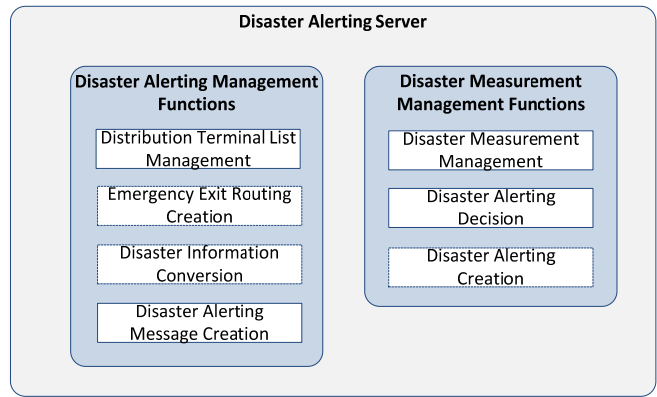 Disaster Alerting Server
Disaster Alerting Management
Functions
Distribution Terminal List
Management
Emergency Exit Routing
Creation
Disaster Information
Conversion
Disaster Alerting
Message Creation
Disaster Measurement
Management Functions
Disaster Measurement
Management
Disaster Alerting
Decision
Disaster Alerting
Creation